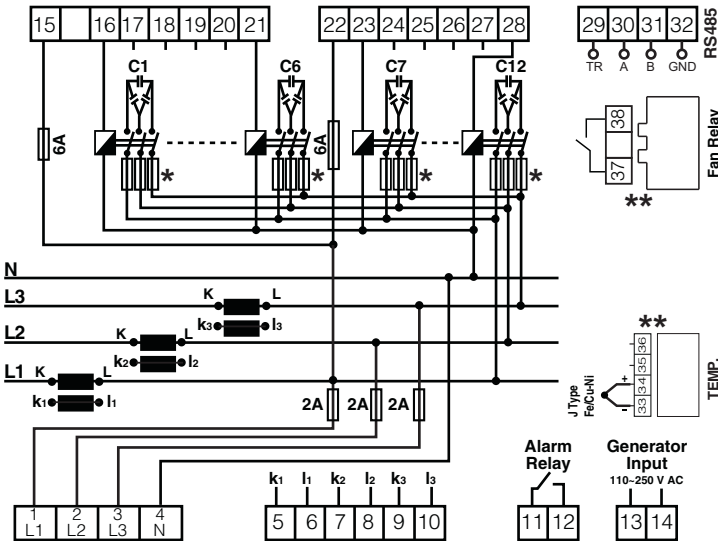 15 16 17 18 19 20 21
22 23 24 25 26 27 28
29 30 31 32
TR A B GND
RS485
C1 C6 C7 C12
6A 6A
* * * *
38
37
Fan Relay
**
N
L3 K L
k3 l3
L2 K L
k2 l2
L1 K L
k1 l1
2A 2A 2A
**
36
35
34
33
+
-
J Type
Fe/Cu-Ni
TEMP.
Alarm
Relay
Generator
Input
110~250 V AC
k1 l1 k2 l2 k3 l3
1 2 3 4
L1 L2 L3 N
5 6 7 8 9 10
11 12
13 14